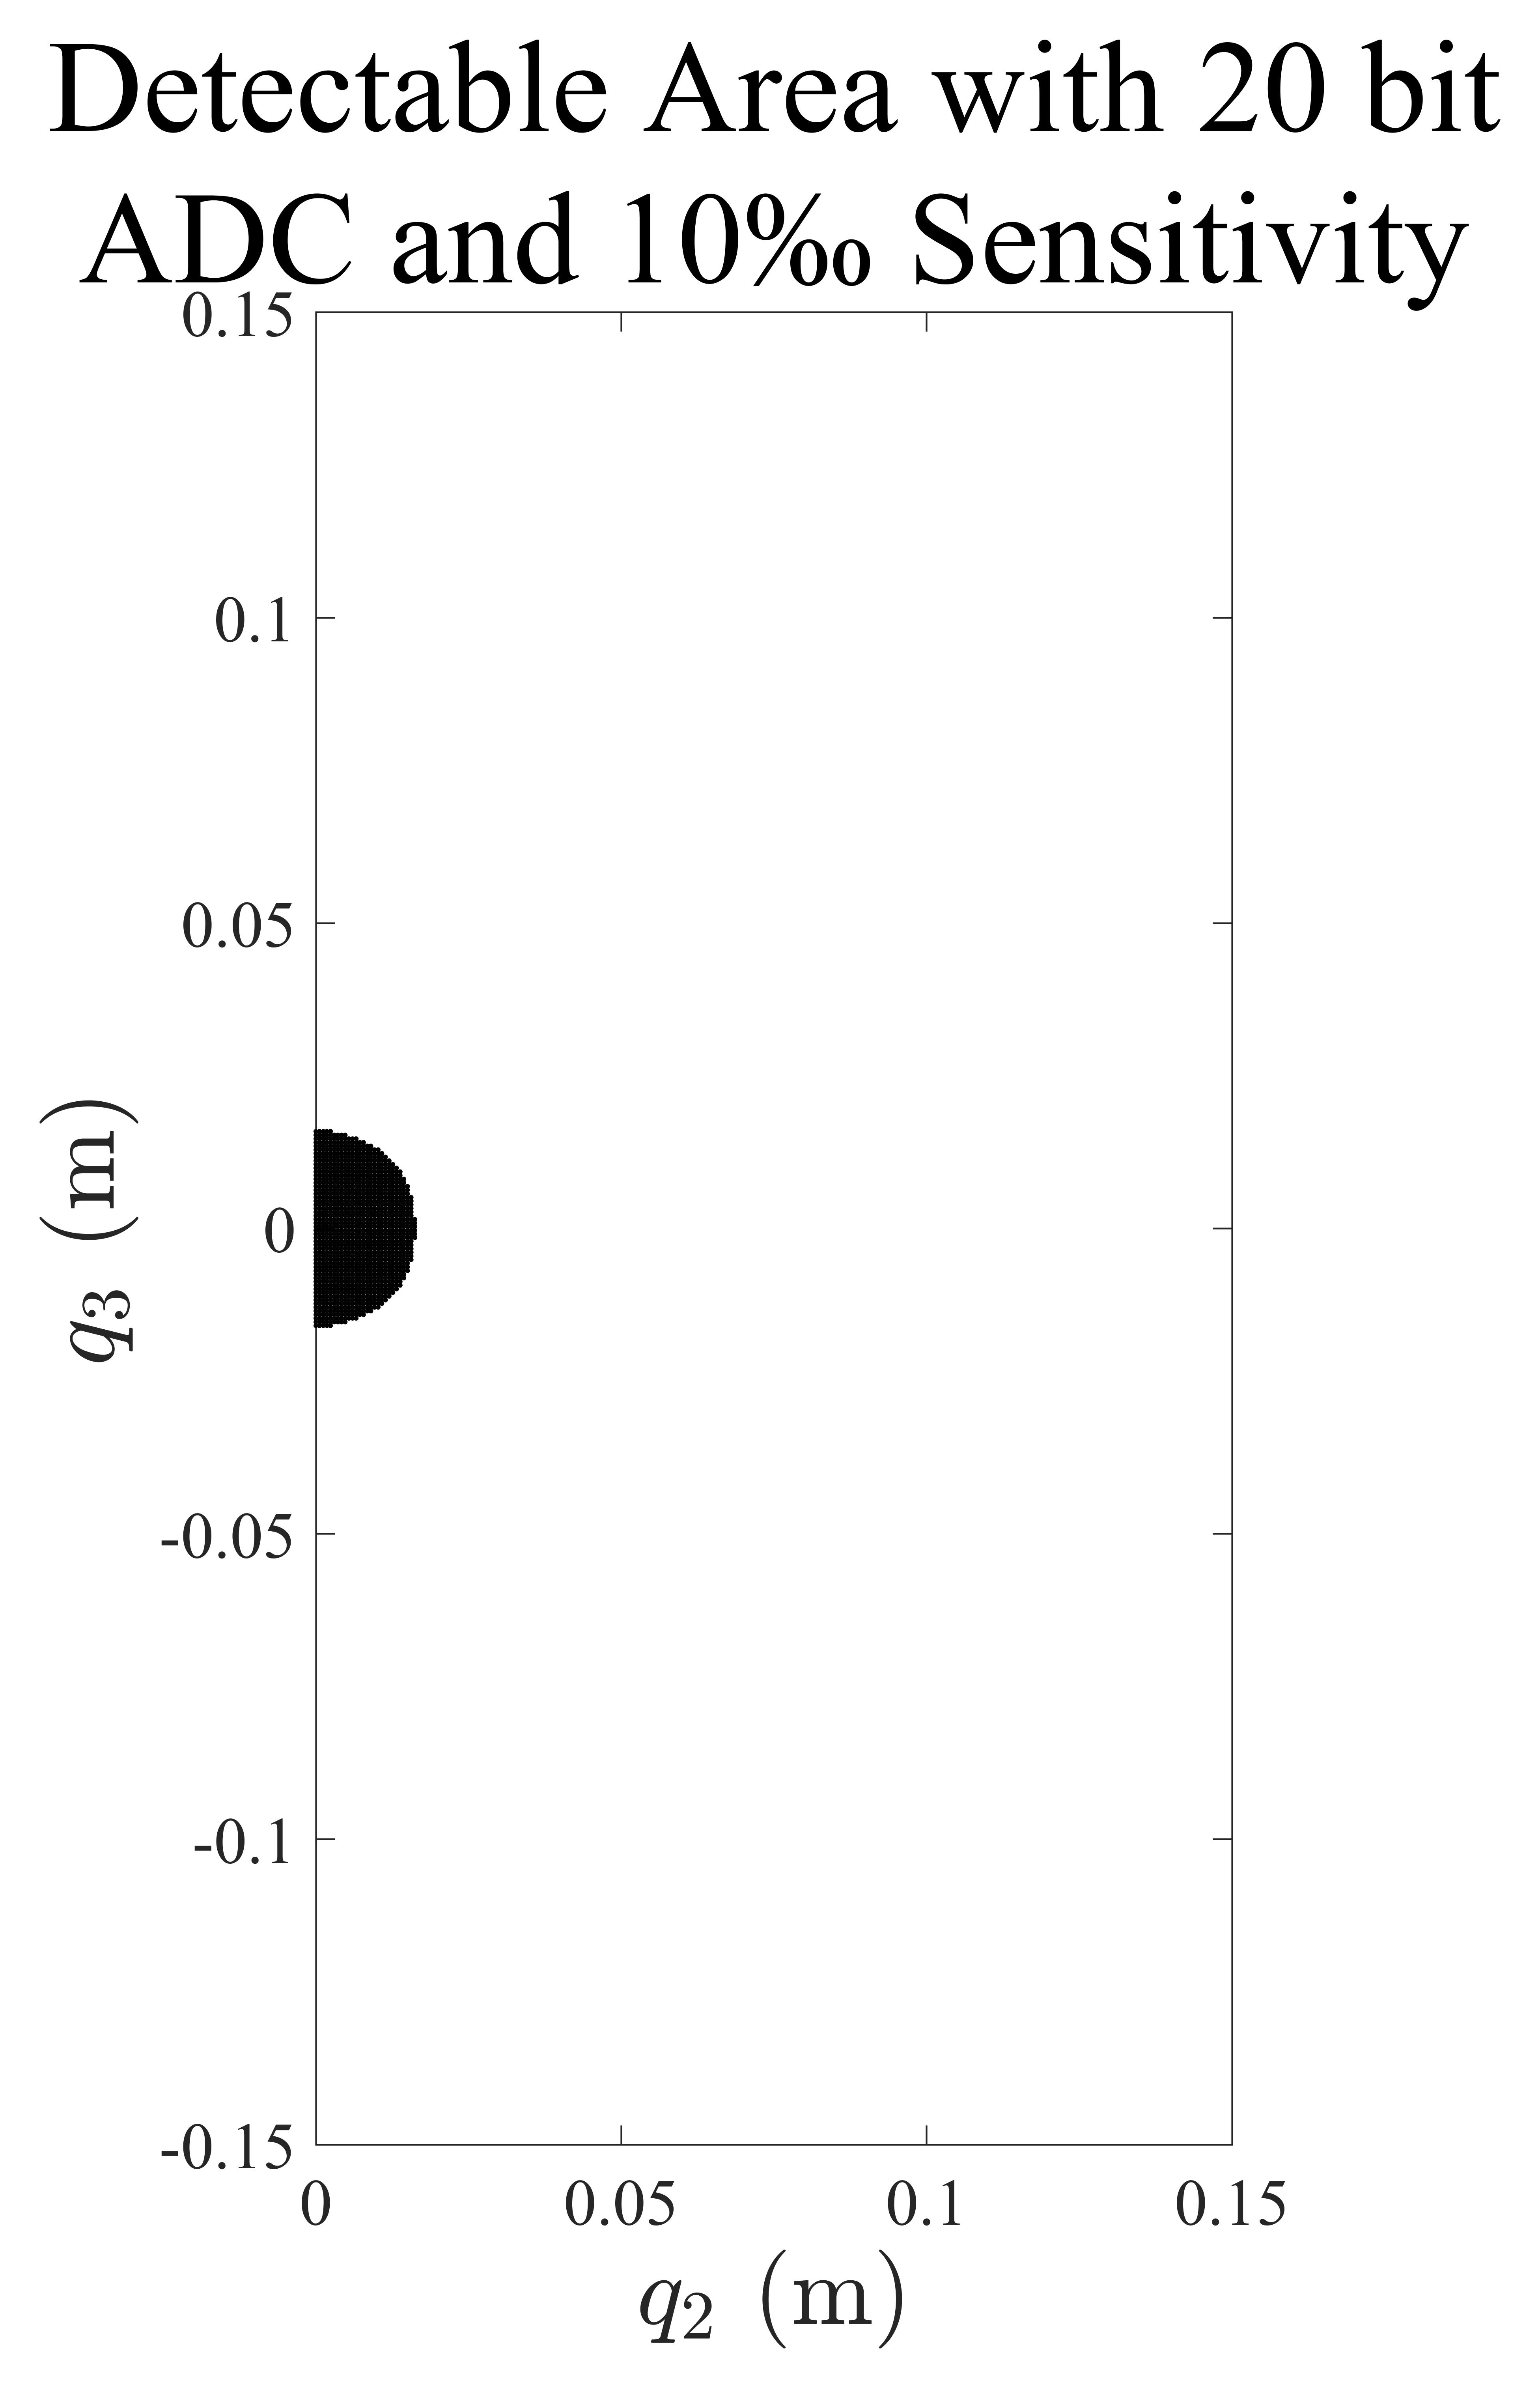 Detectable Area with 20 bit
ADC and 10‰ Sensitivity
0.15
0.1
0.05
0
-0.05
-0.1
-0.15
q3 (m)
0 0.05 0.1 0.15
q2 (m)